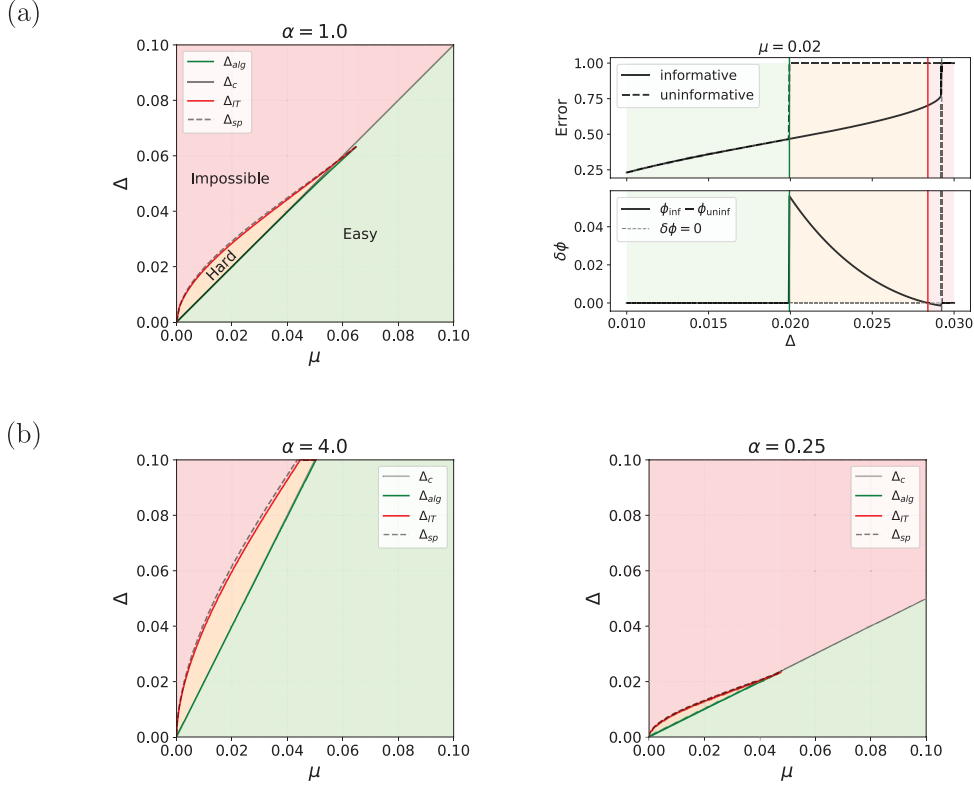 (a)
α = 1.0
Δ
0.10
0.08
0.06
0.04
0.02
0.00
Δalg
Δc
ΔIT
Δsp
Impossible
Hard
Easy
0.00 0.02 0.04 0.06 0.08 0.10
μ
μ = 0.02
Error
1.00
0.75
0.50
0.25
informative
uninformative
δϕ
0.04
0.02
0.00
ϕinf − ϕuninf
δϕ = 0
0.010 0.015 0.020 0.025 0.030
Δ
(b)
α = 4.0
Δ
0.10
0.08
0.06
0.04
0.02
0.00
Δc
Δalg
ΔIT
Δsp
0.00 0.02 0.04 0.06 0.08 0.10
μ
α = 0.25
Δ
0.10
0.08
0.06
0.04
0.02
0.00
Δc
Δalg
ΔIT
Δsp
0.00 0.02 0.04 0.06 0.08 0.10
μ